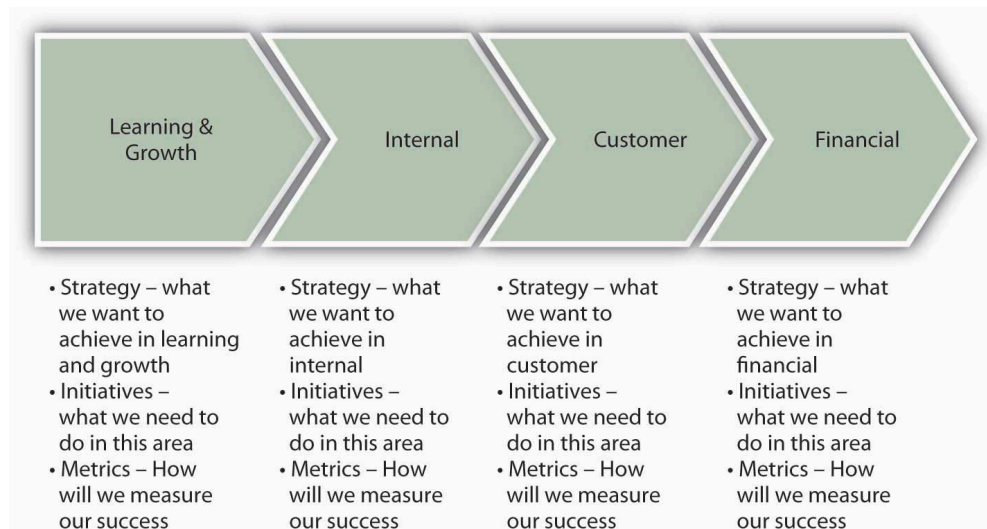 Learning &
Growth
Internal
Customer
Financial
• Strategy – what
we want to
achieve in learning
and growth
• Initiatives –
what we need to
do in this area
• Metrics – How
will we measure
our success
• Strategy – what
we want to
achieve in
internal
• Initiatives –
what we need to
do in this area
• Metrics – How
will we measure
our success
• Strategy – what
we want to
achieve in
customer
• Initiatives –
what we need to
do in this area
• Metrics – How
will we measure
our success
• Strategy – what
we want to
achieve in
financial
• Initiatives –
what we need to
do in this area
• Metrics – How
will we measure
our success